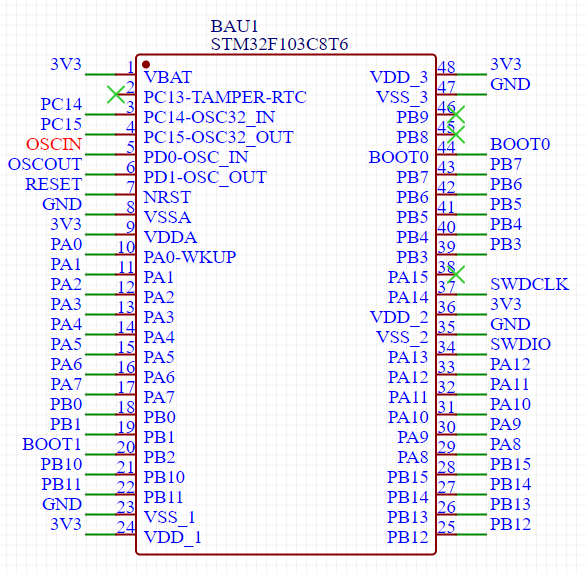 BAU1
STM32F103C8T6
3V3 1 VBAT VDD_3 48 3V3
2 PC13-TAMPER-RTC VSS_3 47 GND
PC14 3 PC14-OSC32_IN PB9 46
PC15 4 PC15-OSC32_OUT PB8 45
OSCIN 5 PD0-OSC_IN BOOT0 44 BOOT0
OSCOUT 6 PD1-OSC_OUT PB7 43 PB7
RESET 7 NRST PB6 42 PB6
GND 8 VSSA PB5 41 PB5
3V3 9 VDDA PB4 40 PB4
PA0 10 PA0-WKUP PB3 39 PB3
PA1 11 PA1 PA15 38
PA2 12 PA2 PA14 37 SWDCLK
PA3 13 PA3 VDD_2 36 3V3
PA4 14 PA4 VSS_2 35 GND
PA5 15 PA5 PA13 34 SWDIO
PA6 16 PA6 PA12 33 PA12
PA7 17 PA7 PA11 32 PA11
PB0 18 PB0 PA10 31 PA10
PB1 19 PB1 PA9 30 PA9
BOOT1 20 PB2 PA8 29 PA8
PB10 21 PB10 PB15 28 PB15
PB11 22 PB11 PB14 27 PB14
GND 23 VSS_1 PB13 26 PB13
3V3 24 VDD_1 PB12 25 PB12